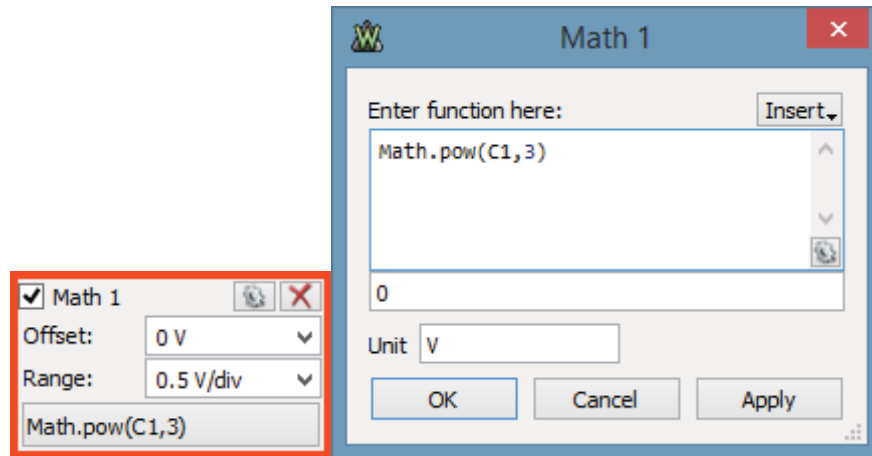 Math 1
Enter function here:
Insert
Math.pow(C1,3)
0
Unit V
OK Cancel Apply
Math 1
Offset: 0 V
Range: 0.5 V/div
Math.pow(C1,3)